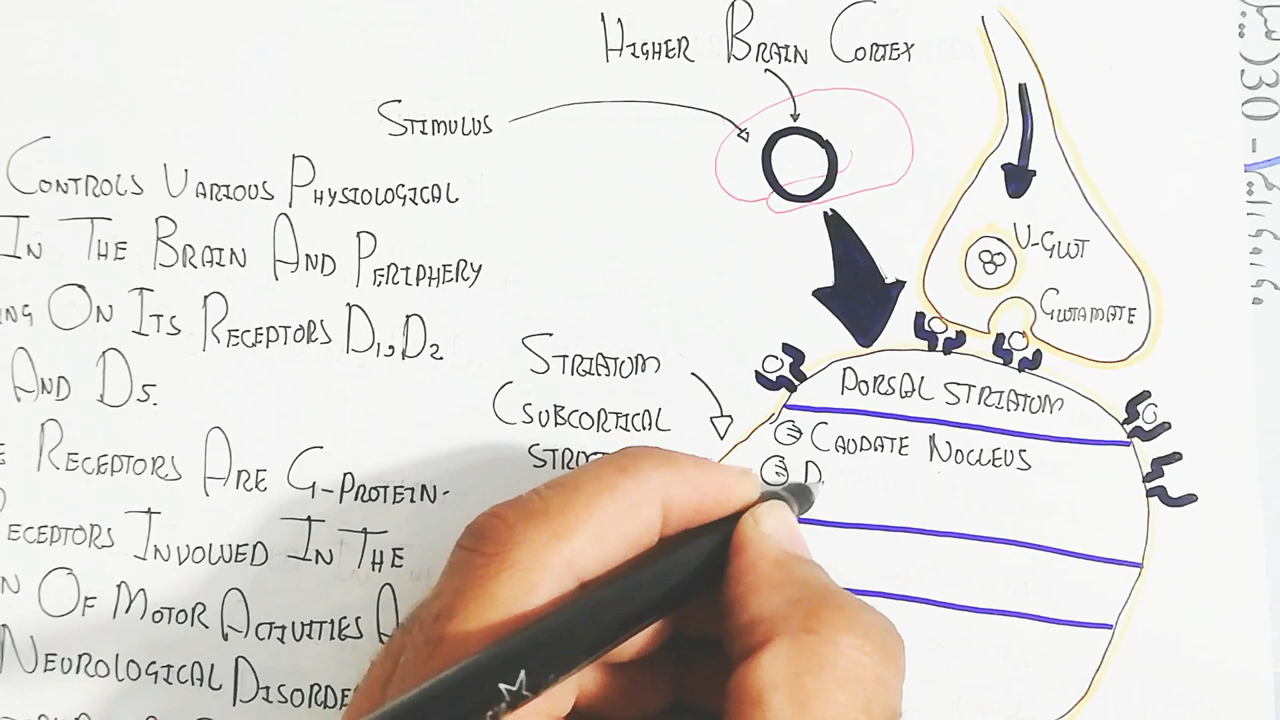 HIGHER BRAIN CORTEX
STIMULUS
CONTROLS VARIOUS PHYSIOLOGICAL
IN THE BRAIN AND PERIPHERY
ON ITS RECEPTORS D1, D2
AND D5.
RECEPTORS ARE G-PROTEIN-
INVOLVED IN THE
OF MOTOR ACTIVITIES
NEUROLOGICAL
V-GLUT
GLUTAMATE
STRIATUM
(SUBCORTICAL
DORSAL STRIATUM
CAUDATE NUCLEUS
D
30